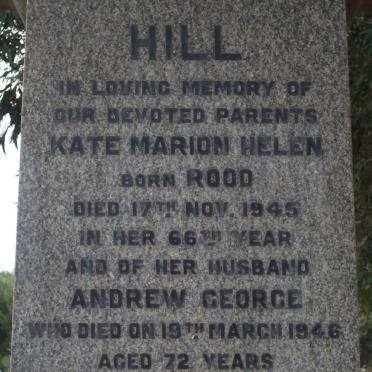 HILL
IN LOVING MEMORY OF
OUR DEVOTED PARENTS
KATE MARION HELEN
BORN ROOD
DIED 17TH NOV. 1945
IN HER 66TH YEAR
AND OF HER HUSBAND
ANDREW GEORGE
WHO DIED ON 19TH MARCH 1946
AGED 72 YEARS